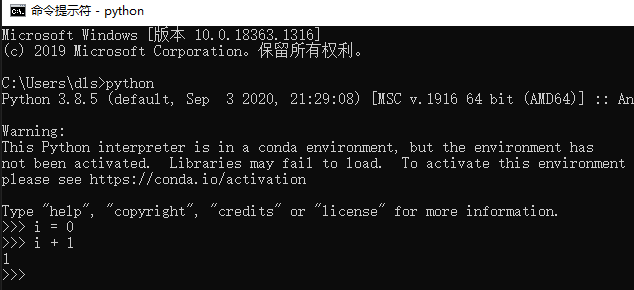 命令提示符 - python
Microsoft Windows [版本 10.0.18363.1316]
(c) 2019 Microsoft Corporation。保留所有权利。
C:\Users\dls>python
Python 3.8.5 (default, Sep  3 2020, 21:29:08) [MSC v.1916 64 bit (AMD64)] :: An
Warning:
This Python interpreter is in a conda environment, but the environment has
not been activated.  Libraries may fail to load.  To activate this environment
please see https://conda.io/activation
Type "help", "copyright", "credits" or "license" for more information.
>>> i = 0
>>> i + 1
1
>>>